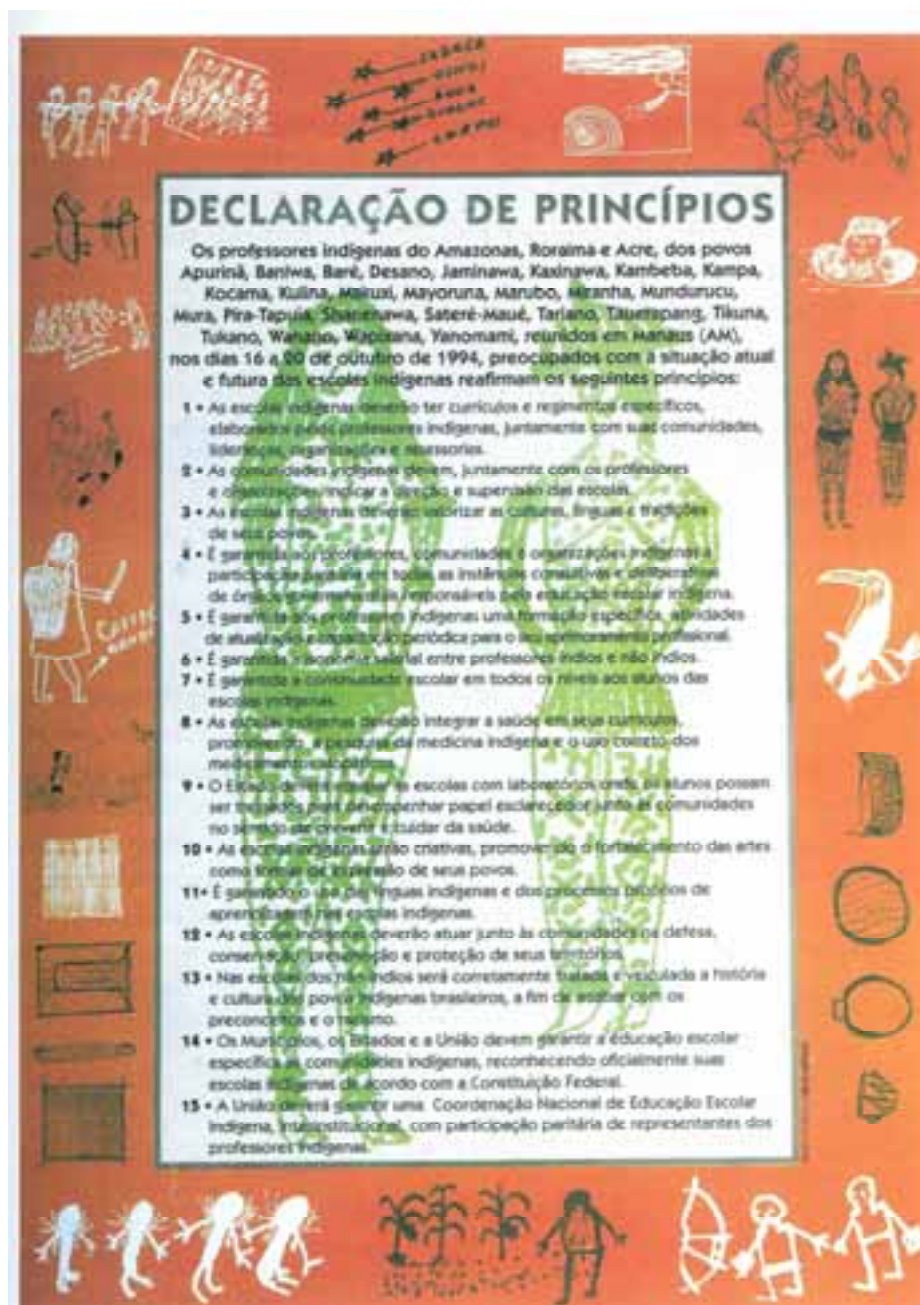 DECLARAÇÃO DE PRINCÍPIOS
Os professores indígenas do Amazonas, Roraima e Acre, dos povos
Apurinã, Baniwa, Baré, Desano, Jaminawa, Kaxinawa, Kambeba, Kampa,
Kocama, Kulina, Makuxi, Mayoruna, Marubo, Miranha, Mundurucu,
Mura, Pira-Tapuia, Shanenawa, Sateré-Maué, Tariano, Taurepang, Tikuna,
Tukano, Wanano, Wapixana, Yanomami, reunidos em Manaus (AM),
nos dias 16 a 20 de outubro de 1994, preocupados com a situação atual
e futura das escolas indígenas reafirmam os seguintes princípios:
1 • As escolas indígenas deverão ter currículos e regimentos específicos,
elaborados pelos professores indígenas, juntamente com suas comunidades,
lideranças, organizações e assessorias.
2 • As comunidades indígenas devem, juntamente com os professores
e organizações, indicar a direção e supervisão das escolas.
3 • As escolas indígenas deverão valorizar as culturas, línguas e tradições
de seus povos.
4 • É garantida aos professores, comunidades e organizações indígenas a
participação paritária em todas as instâncias consultivas e deliberativas
de órgãos governamentais responsáveis pela educação escolar indígena.
5 • É garantida aos professores indígenas uma formação específica, atividades
de atualização e capacitação periódica para o seu aprimoramento profissional.
6 • É garantida a isonomia salarial entre professores índios e não índios.
7 • É garantida a continuidade escolar em todos os níveis aos alunos das
escolas indígenas.
8 • As escolas indígenas deverão integrar a saúde em seus currículos,
promovendo a pesquisa da medicina indígena e o uso correto dos
medicamentos alopáticos.
9 • O Estado deverá equipar as escolas com laboratórios onde os alunos possam
ser treinados para desempenhar papel esclarecedor junto às comunidades
no sentido de prevenir e cuidar da saúde.
10 • As escolas indígenas serão criativas, promovendo o fortalecimento das artes
como formas de expressão de seus povos.
11• É garantido o uso das línguas indígenas e dos processos próprios de
aprendizagem nas escolas indígenas.
12 • As escolas indígenas deverão atuar junto às comunidades na defesa,
conservação, preservação e proteção de seus territórios.
13 • Nas escolas dos não índios será corretamente tratada e veiculada a história
e cultura dos povos indígenas brasileiros, a fim de acabar com os
preconceitos e o racismo.
14 • Os Municípios, os Estados e a União devem garantir a educação escolar
específica às comunidades indígenas, reconhecendo oficialmente suas
escolas indígenas de acordo com a Constituição Federal.
15 • A União deverá garantir uma Coordenação Nacional de Educação Escolar
Indígena, interinstitucional, com participação paritária de representantes dos
professores indígenas.